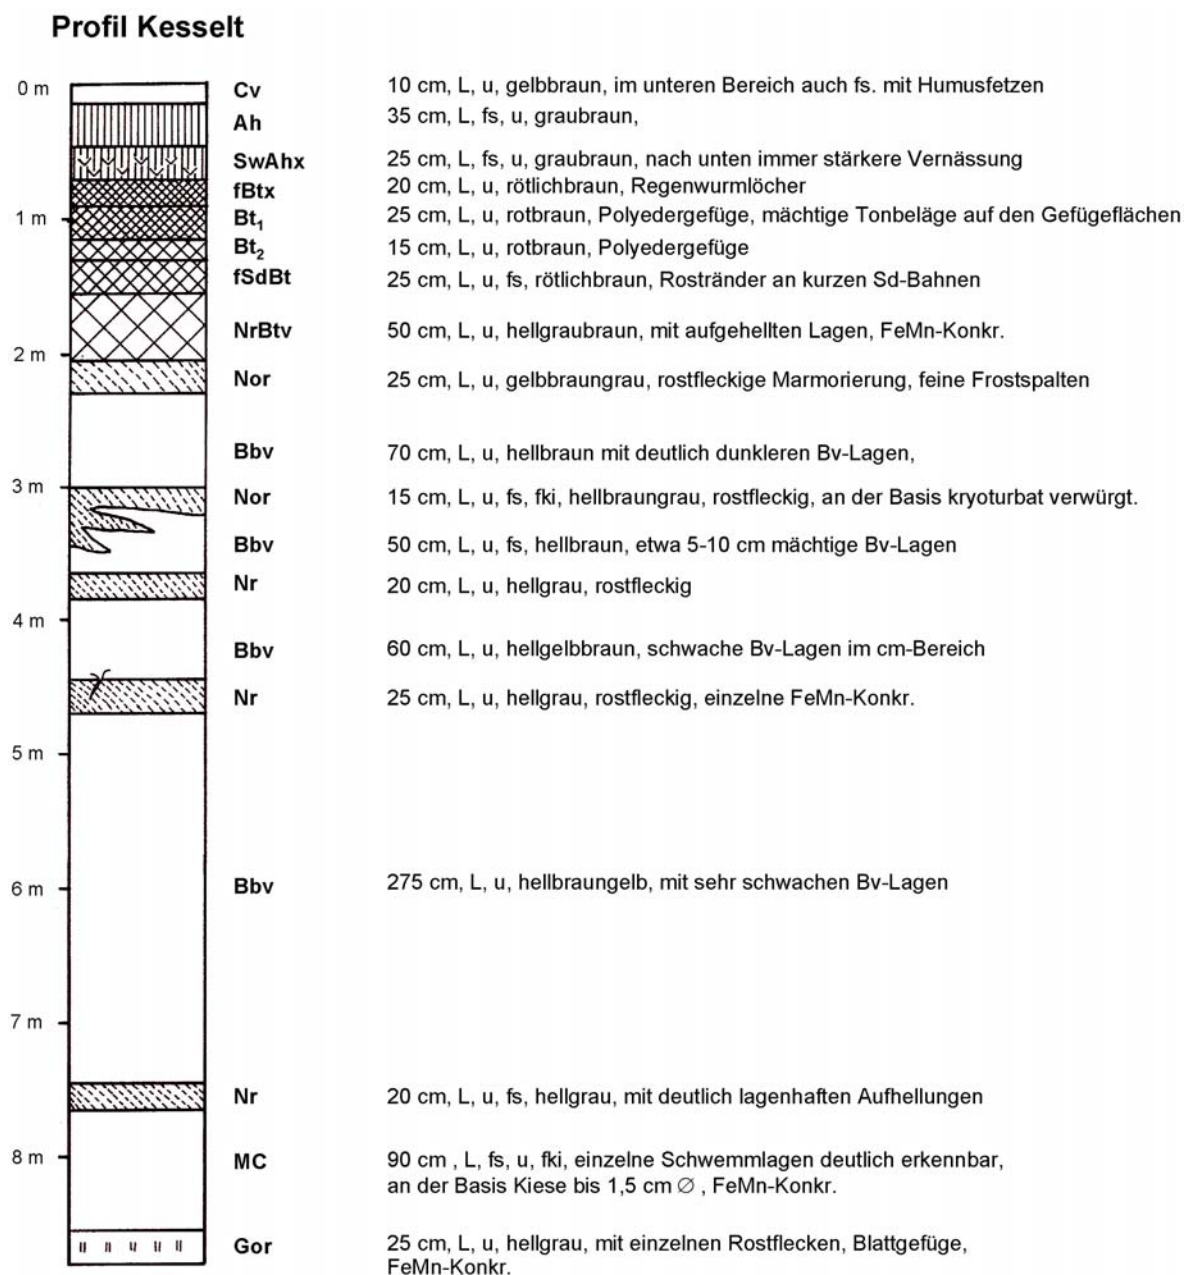 Profil Kesselt
0 m
Cv 10 cm, L, u, gelbbraun, im unteren Bereich auch fs. mit Humusfetzen
Ah 35 cm, L, fs, u, graubraun,
SwAhx 25 cm, L, fs, u, graubraun, nach unten immer stärkere Vernässung
fBtx 20 cm, L, u, rötlichbraun, Regenwurmlöcher
1 m Bt₁ 25 cm, L, u, rotbraun, Polyedergefüge, mächtige Tonbeläge auf den Gefügeflächen
Bt₂ 15 cm, L, u, rotbraun, Polyedergefüge
fSdBt 25 cm, L, u, fs, rötlichbraun, Rostränder an kurzen Sd-Bahnen
NrBtv 50 cm, L, u, hellgraubraun, mit aufgehellten Lagen, FeMn-Konkr.
2 m
Nor 25 cm, L, u, gelbbraungrau, rostfleckige Marmorierung, feine Frostspalten
Bbv 70 cm, L, u, hellbraun mit deutlich dunkleren Bv-Lagen,
3 m
Nor 15 cm, L, u, fs, fki, hellbraungrau, rostfleckig, an der Basis kryoturbat verwürgt.
Bbv 50 cm, L, u, fs, hellbraun, etwa 5-10 cm mächtige Bv-Lagen
Nr 20 cm, L, u, hellgrau, rostfleckig
4 m
Bbv 60 cm, L, u, hellgelbbraun, schwache Bv-Lagen im cm-Bereich
Nr 25 cm, L, u, hellgrau, rostfleckig, einzelne FeMn-Konkr.
5 m
6 m Bbv 275 cm, L, u, hellbraungelb, mit sehr schwachen Bv-Lagen
7 m
Nr 20 cm, L, u, fs, hellgrau, mit deutlich lagenhaften Aufhellungen
8 m MC 90 cm , L, fs, u, fki, einzelne Schwemmlagen deutlich erkennbar,
an der Basis Kiese bis 1,5 cm ∅ , FeMn-Konkr.
Gor 25 cm, L, u, hellgrau, mit einzelnen Rostflecken, Blattgefüge,
FeMn-Konkr.